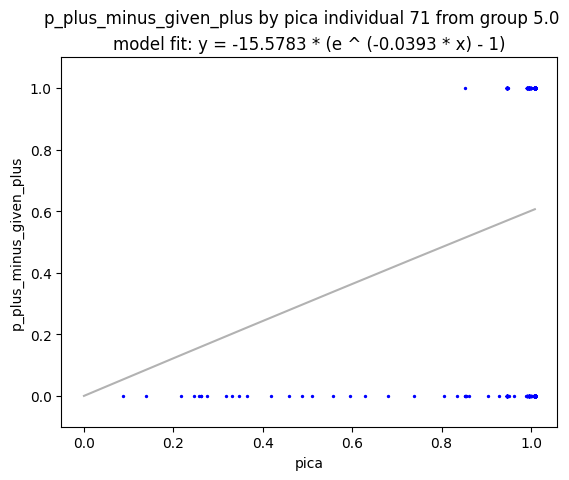 p_plus_minus_given_plus by pica individual 71 from group 5.0
model fit: y = -15.5783 * (e ^ (-0.0393 * x) - 1)
p_plus_minus_given_plus
1.0
0.8
0.6
0.4
0.2
0.0
0.0 0.2 0.4 0.6 0.8 1.0
pica